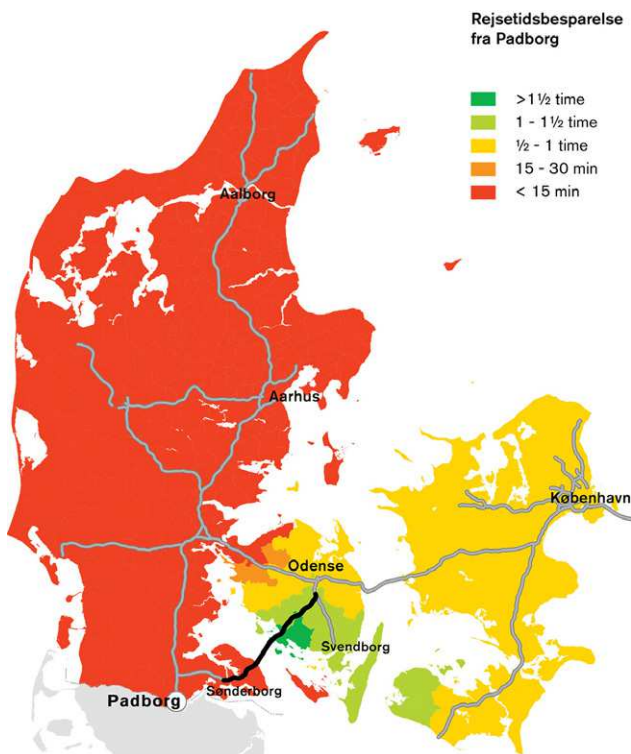 Rejsetidsbesparelse
fra Padborg
>1½ time
1 - 1½ time
½ - 1 time
15 - 30 min
< 15 min
Aalborg
Aarhus
København
Odense
Svendborg
Sønderborg
Padborg